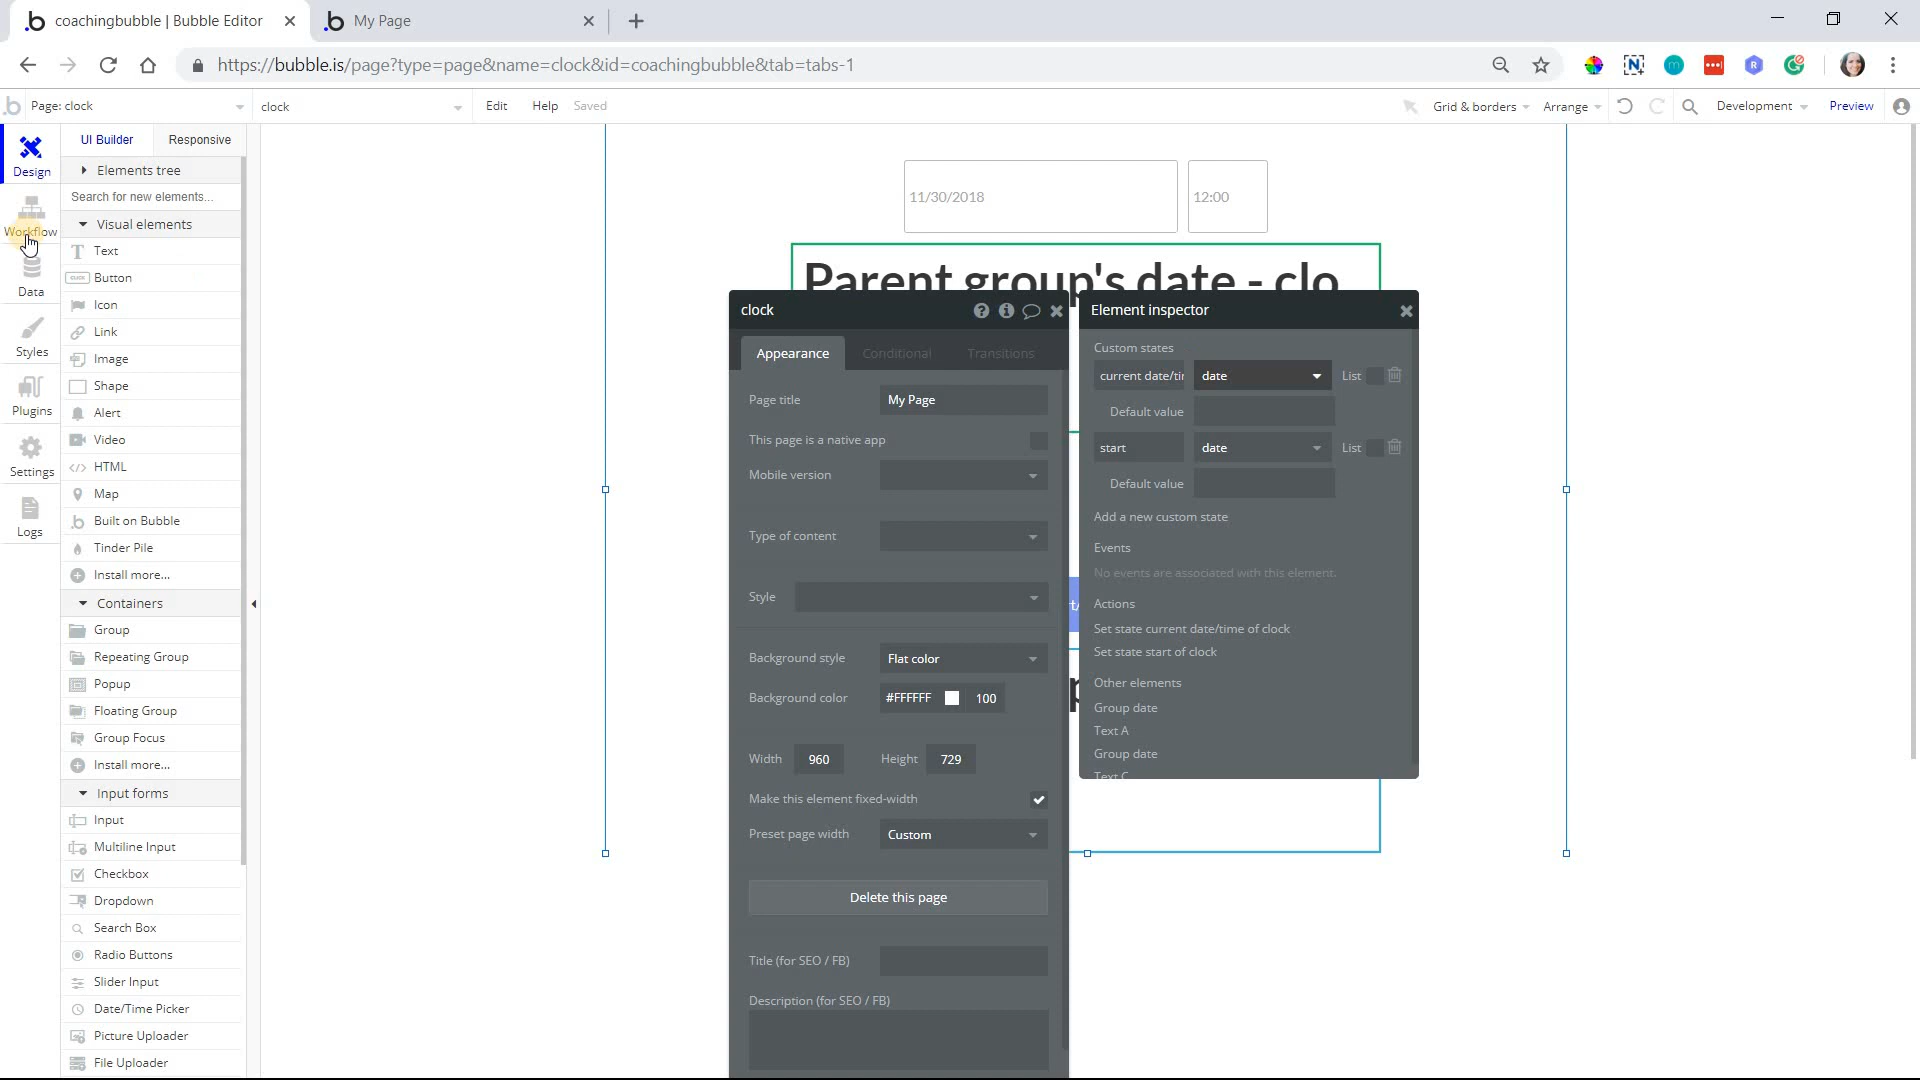 coachingbubble | Bubble Editor
My Page
https://bubble.is/page?type=page&name=clock&id=coachingbubble&tab=tabs-1
Page: clock
clock
Edit
Help
Saved
Grid & borders
Arrange
Development
Preview
Design
Workflow
Data
Styles
Plugins
Settings
Logs
UI Builder
Responsive
Elements tree
Search for new elements...
Visual elements
Text
Button
Icon
Link
Image
Shape
Alert
Video
HTML
Map
Built on Bubble
Tinder Pile
Install more...
Containers
Group
Repeating Group
Popup
Floating Group
Group Focus
Install more...
Input forms
Input
Multiline Input
Checkbox
Dropdown
Search Box
Radio Buttons
Slider Input
Date/Time Picker
Picture Uploader
File Uploader
11/30/2018
12:00
Parent group's date - clo
clock
Appearance
Conditional
Transitions
Page title
My Page
This page is a native app
Mobile version
Type of content
Style
Background style
Flat color
Background color
#FFFFFF
100
Width
960
Height
729
Make this element fixed-width
Preset page width
Custom
Delete this page
Title (for SEO / FB)
Description (for SEO / FB)
Element inspector
Custom states
current date/ti
date
List
Default value
start
date
List
Default value
Add a new custom state
Events
No events are associated with this element.
Actions
Set state current date/time of clock
Set state start of clock
Other elements
Group date
Text A
Group date
Text C